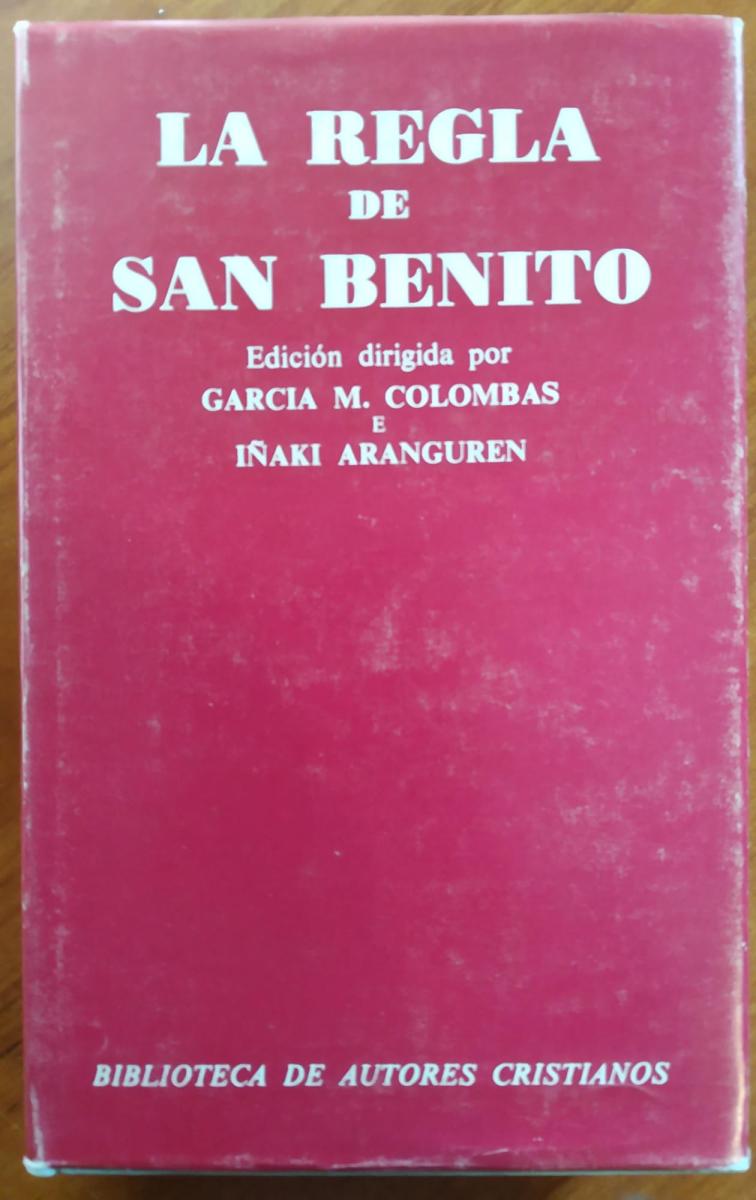 LA REGLA
DE
SAN BENITO
Edición dirigida por
GARCIA M. COLOMBAS
E
IÑAKI ARANGUREN
BIBLIOTECA DE AUTORES CRISTIANOS